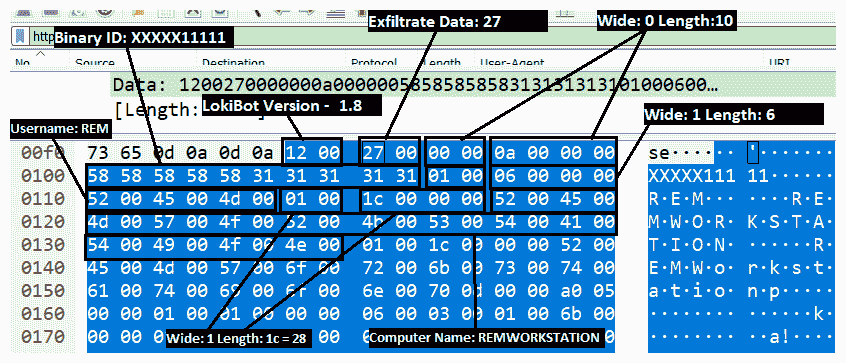 Exfiltrate Data: 27
Wide: 0 Length:10
Binary ID: XXXXX11111
http
No. Source Destination Protocol Length User-Agent URI
Data: 1200270000000a0000005858585858313131313101000600…
[Length:
LokiBot Version - 1.8
Wide: 1 Length: 6
Username: REM
00f0 73 65 0d 0a 0d 0a 12 00 27 00 00 00 0a 00 00 00 se·····'·······
0100 58 58 58 58 58 31 31 31 31 31 01 00 06 00 00 00 XXXXX111 11······
0110 52 00 45 00 4d 00 01 00 1c 00 00 00 52 00 45 00 R·E·M··· ····R·E·
0120 4d 00 57 00 4f 00 52 00 4b 00 53 00 54 00 41 00 M·W·O·R· K·S·T·A·
0130 54 00 49 00 4f 00 4e 00 01 00 1c 00 00 00 52 00 T·I·O·N· ······R·
0140 45 00 4d 00 57 00 6f 00 72 00 6b 00 73 00 74 00 E·M·W·o· r·k·s·t·
0150 61 00 74 00 69 00 6f 00 6e 00 70 0d 00 00 a0 05 a·t·i·o· n·p·····
0160 00 00 01 00 01 00 00 00 06 00 03 00 01 00 6b 00 ········ ······k·
0170 00 00 00 00 00 a!·
Wide: 1 Length: 1c = 28
Computer Name: REMWORKSTATION